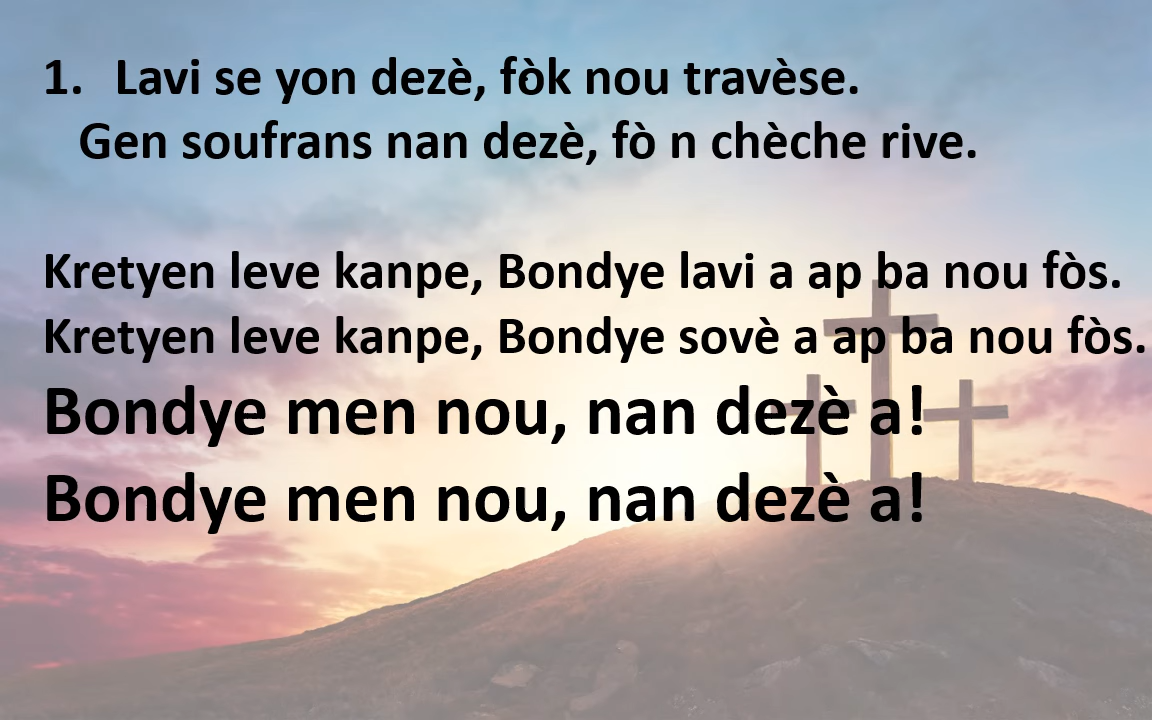 1. Lavi se yon dezè, fòk nou travèse.
Gen soufrans nan dezè, fò n chèche rive.
Kretyen leve kanpe, Bondye lavi a ap ba nou fòs.
Kretyen leve kanpe, Bondye sovè a ap ba nou fòs.
Bondye men nou, nan dezè a!
Bondye men nou, nan dezè a!